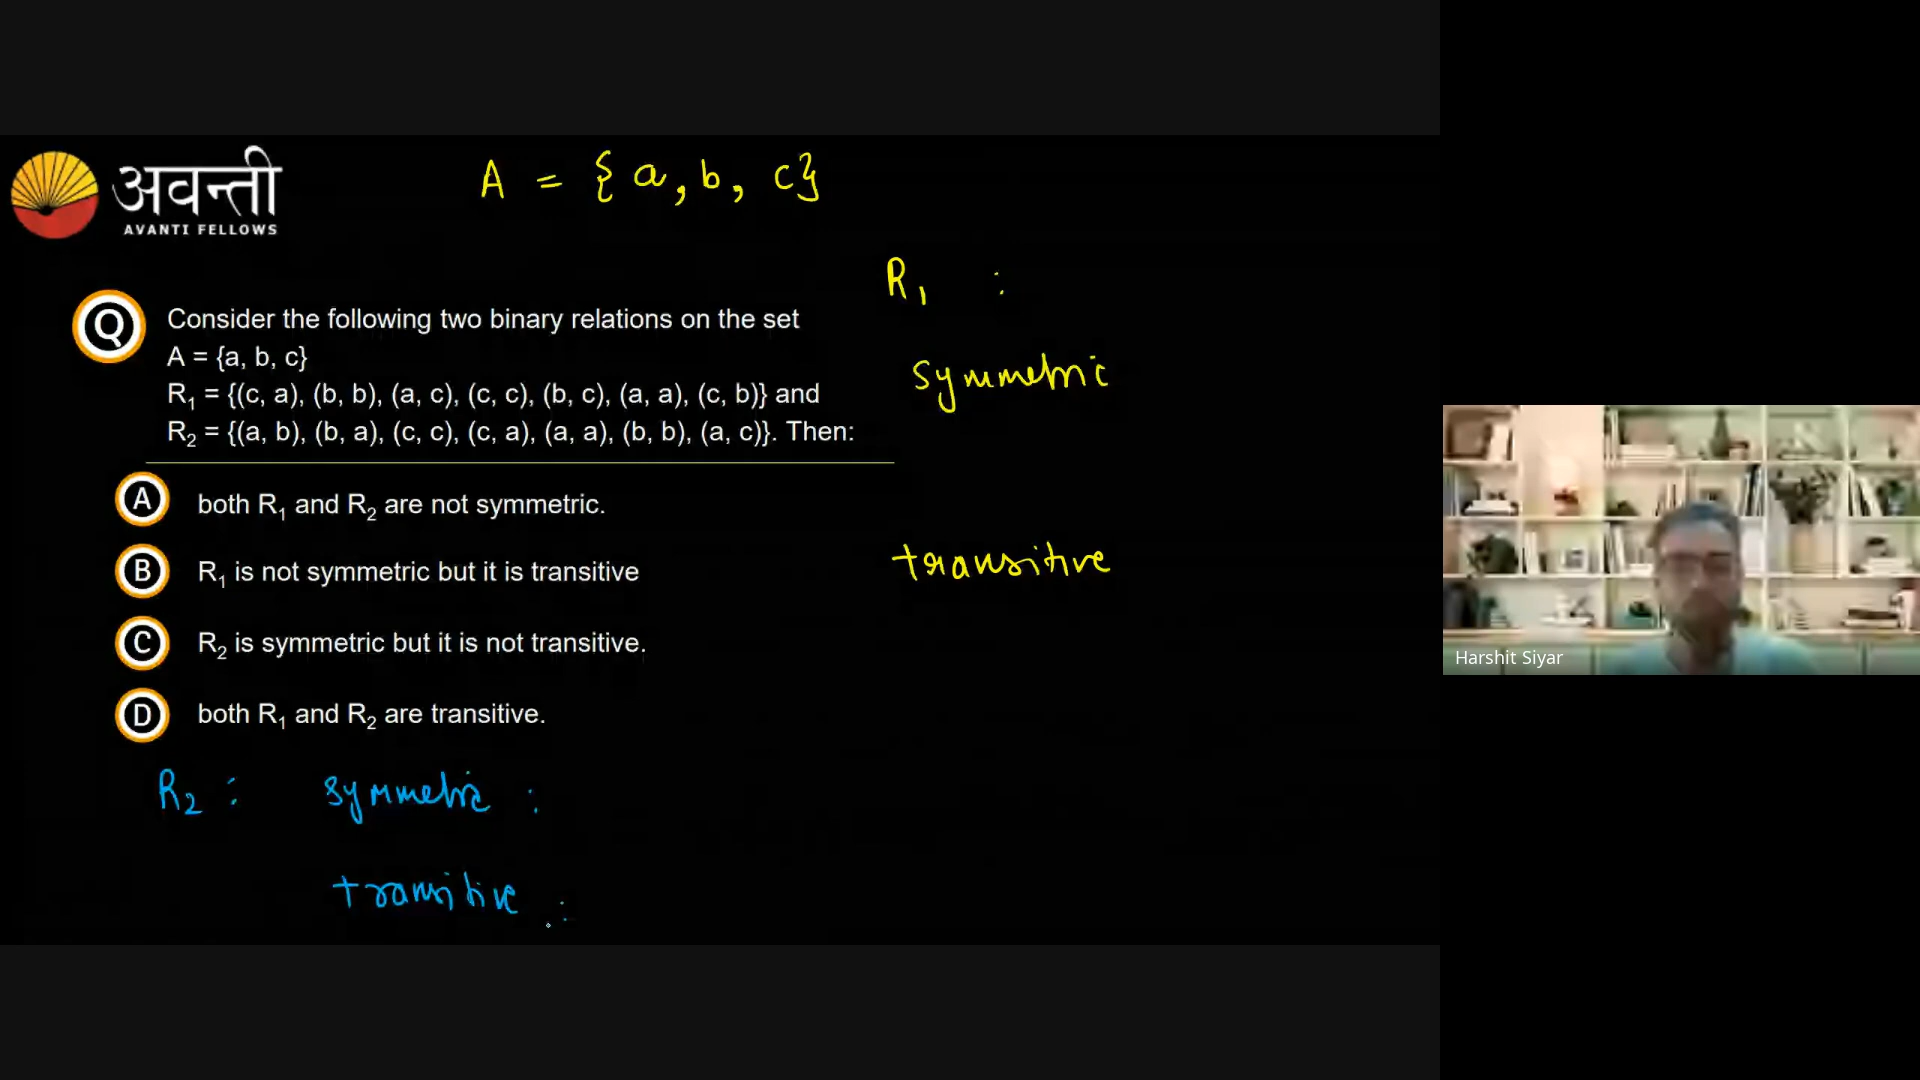 अवन्ती
AVANTI FELLOWS
A = { a, b, c}
R₁ :
Symmetric
transitive
Q
Consider the following two binary relations on the set
A = {a, b, c}
R₁ = {(c, a), (b, b), (a, c), (c, c), (b, c), (a, a), (c, b)} and
R₂ = {(a, b), (b, a), (c, c), (c, a), (a, a), (b, b), (a, c)}. Then:
A both R₁ and R₂ are not symmetric.
B R₁ is not symmetric but it is transitive
C R₂ is symmetric but it is not transitive.
D both R₁ and R₂ are transitive.
R₂ : Symmetric :
transitive :
Harshit Siyar